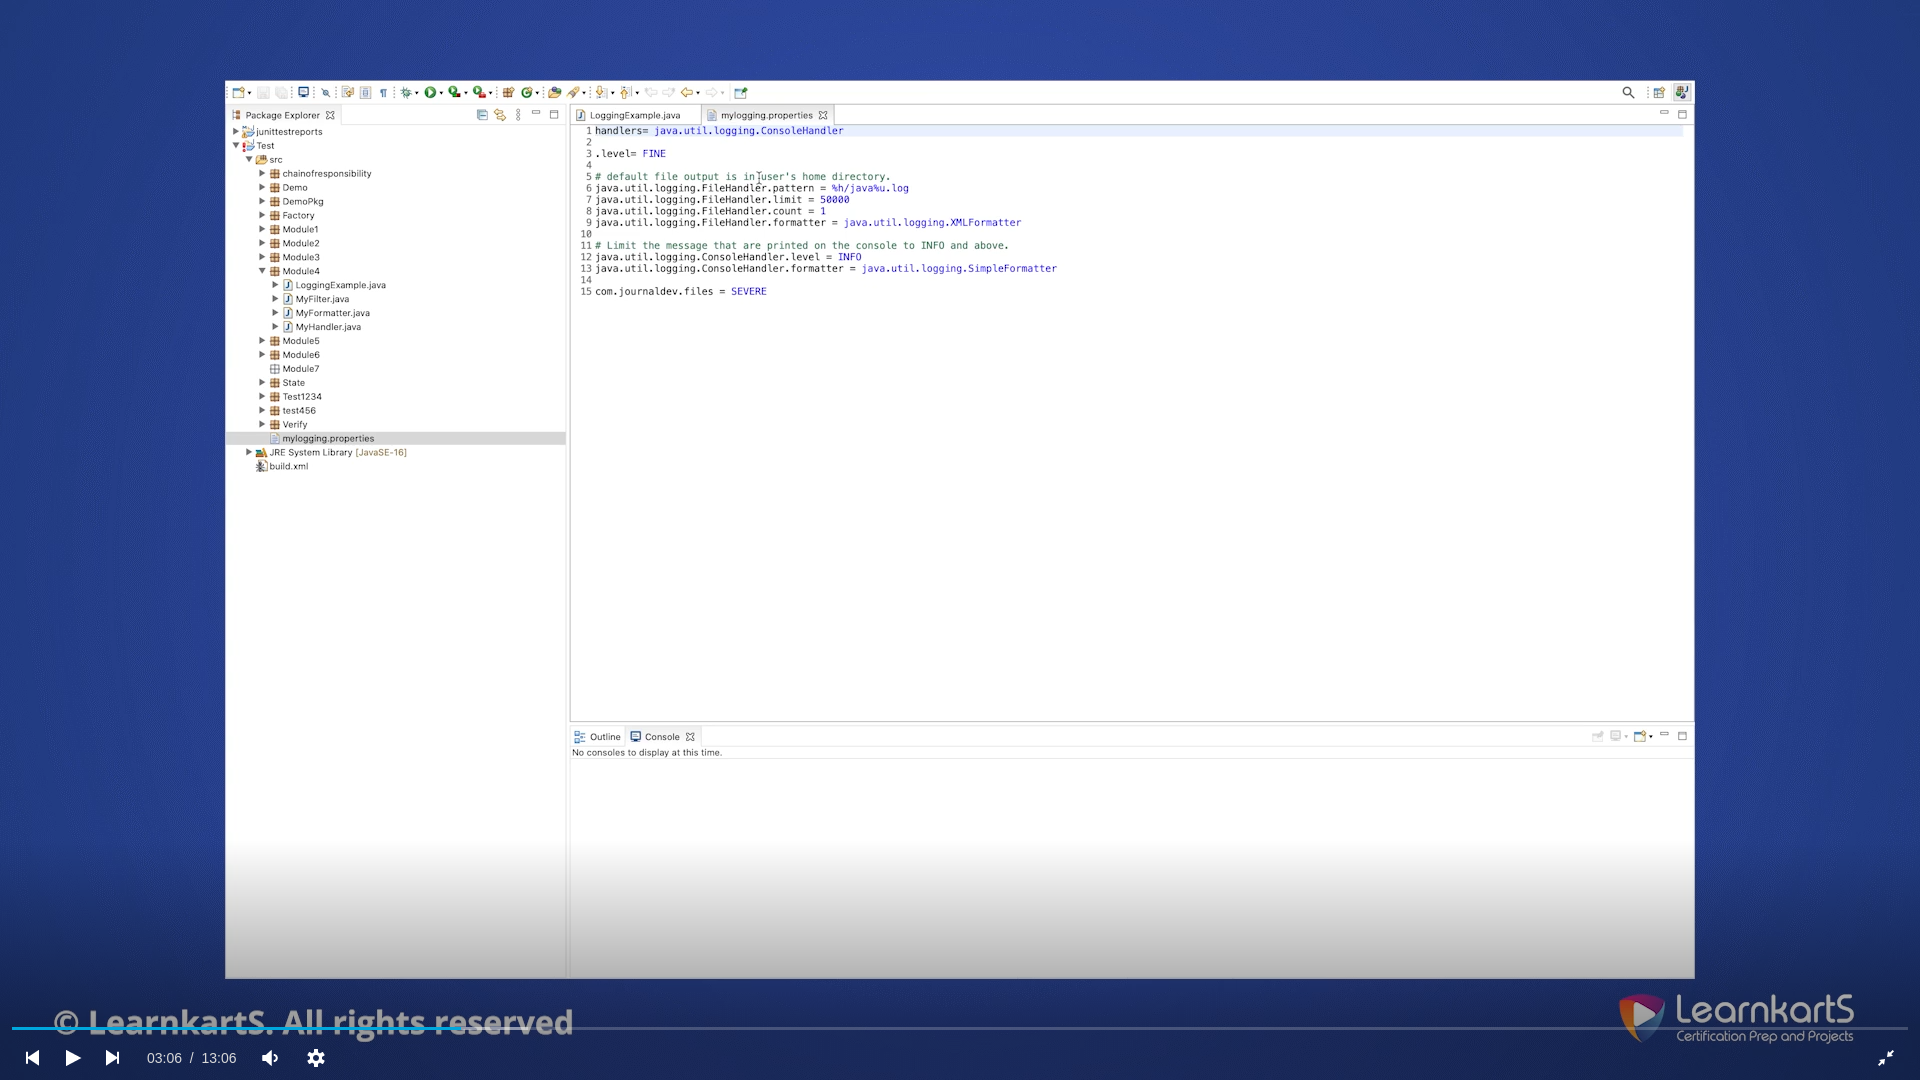 Package Explorer
junittestreports
Test
src
chainofresponsibility
Demo
DemoPkg
Factory
Module1
Module2
Module3
Module4
LoggingExample.java
MyFilter.java
MyFormatter.java
MyHandler.java
Module5
Module6
Module7
State
Test1234
test456
Verify
mylogging.properties
JRE System Library [JavaSE-16]
build.xml
LoggingExample.java
mylogging.properties
1 handlers= java.util.logging.ConsoleHandler
2
3 .level= FINE
4
5 # default file output is in user's home directory.
6 java.util.logging.FileHandler.pattern = %h/java%u.log
7 java.util.logging.FileHandler.limit = 50000
8 java.util.logging.FileHandler.count = 1
9 java.util.logging.FileHandler.formatter = java.util.logging.XMLFormatter
10
11 # Limit the message that are printed on the console to INFO and above.
12 java.util.logging.ConsoleHandler.level = INFO
13 java.util.logging.ConsoleHandler.formatter = java.util.logging.SimpleFormatter
14
15 com.journaldev.files = SEVERE
Outline
Console
No consoles to display at this time.
© LearnkartS. All rights reserved
LearnkartS
Certification Prep and Projects
03:06 / 13:06